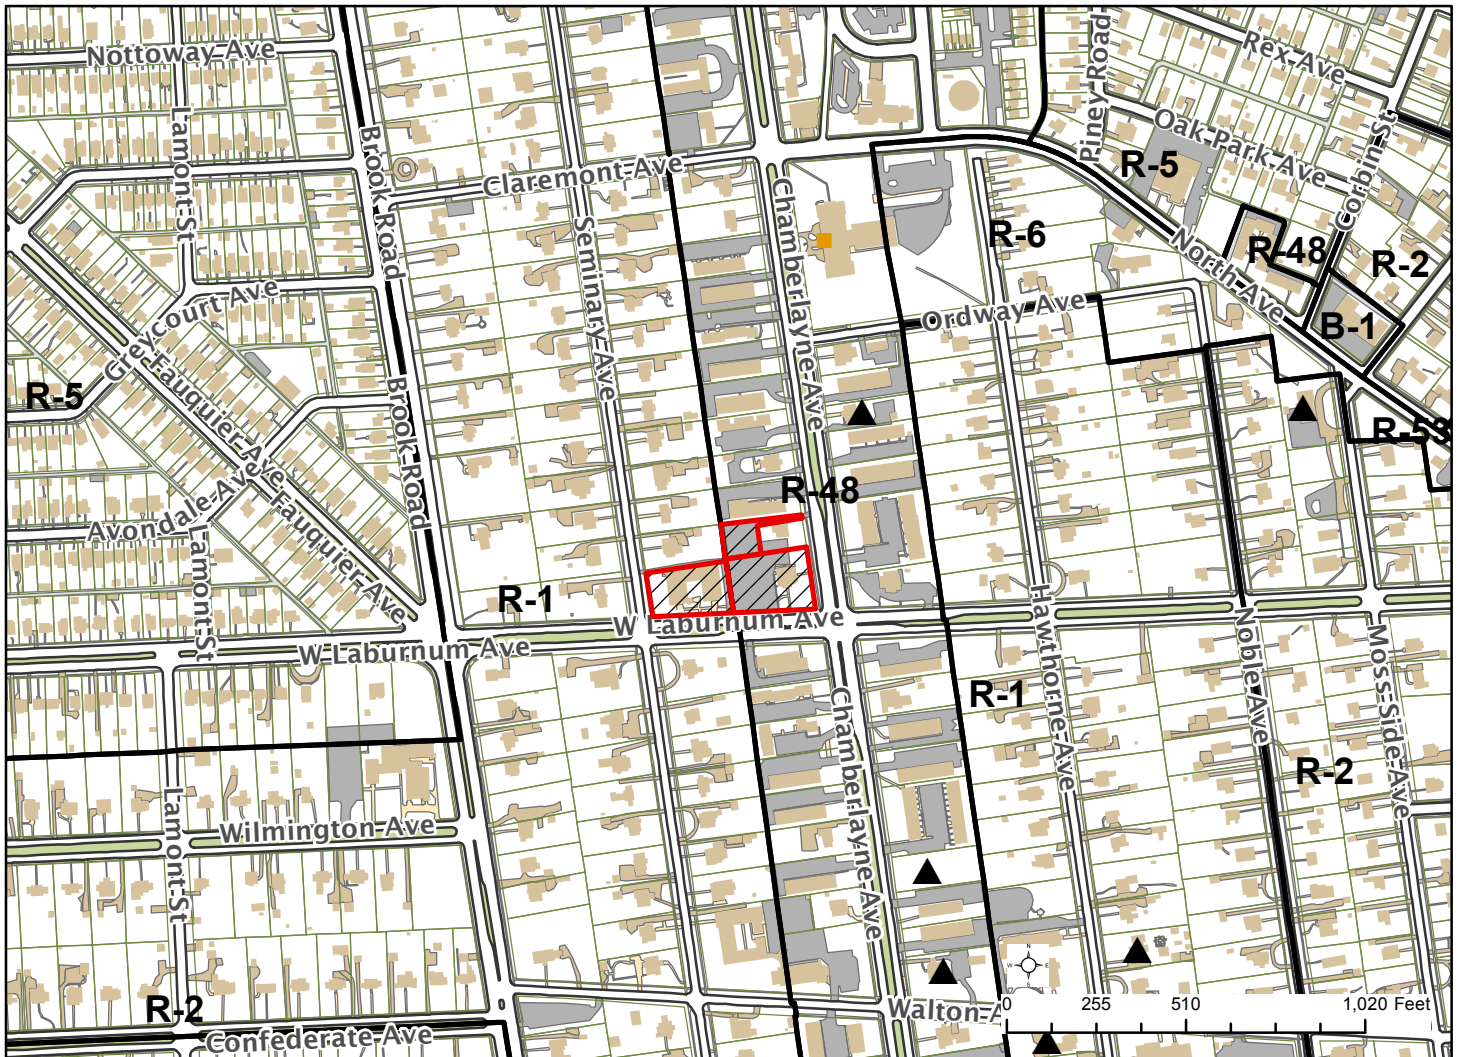 Nottoway Ave
Lamont St
Brook Road
Claremont Ave
Seminary Ave
Chamberlayne Ave
Piney Road
Rex Ave
Oak Park Ave
Corbin St
R-5
R-6
R-48
R-2
North Ave
B-1
Ordway Ave
Greycourt Ave
Fauquier Ave
R-5
Brook Road
R-53
R-48
Avondale Ave
Fauquier Ave
Lamont St
R-1
W Laburnum Ave
W Laburnum Ave
Hawthorne Ave
Noble Ave
Moss Side Ave
R-1
Chamberlayne Ave
R-2
Lamont St
Wilmington Ave
R-2
Confederate Ave
Walton A
N
W E
S
0 255 510 1,020 Feet